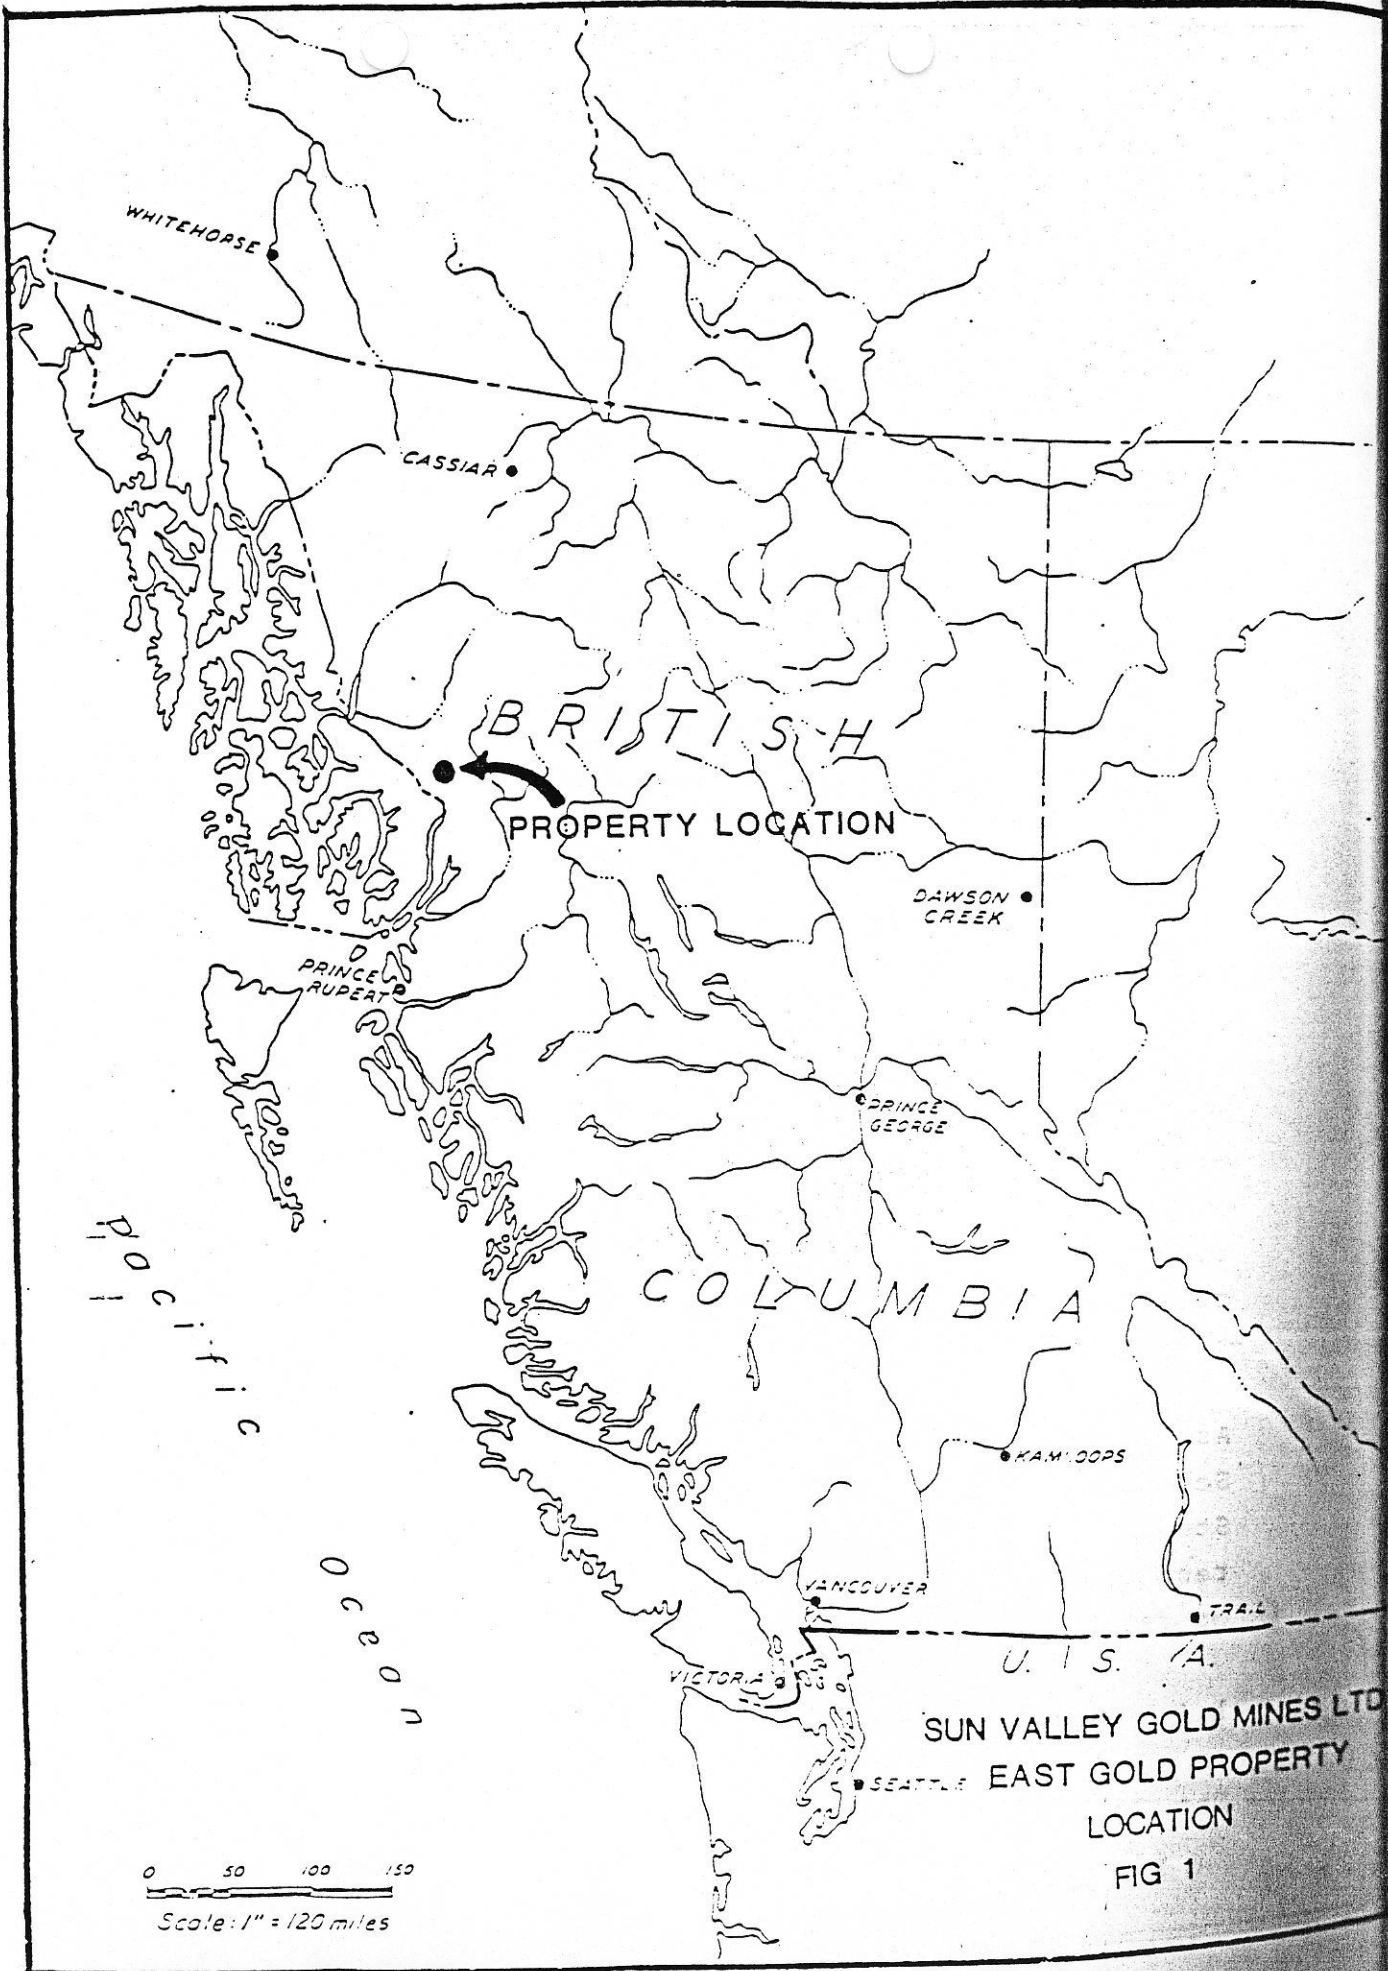 WHITEHORSE
CASSIAR
BRITISH
PROPERTY LOCATION
DAWSON
CREEK
PRINCE
RUPERT
PRINCE
GEORGE
Pacific
COLUMBIA
KAMLOOPS
Ocean
VANCOUVER
TRAIL
U. S. A.
VICTORIA
SUN VALLEY GOLD MINES LTD
SEATTLE
EAST GOLD PROPERTY
LOCATION
FIG 1
0 50 100 150
Scale: 1" = 120 miles